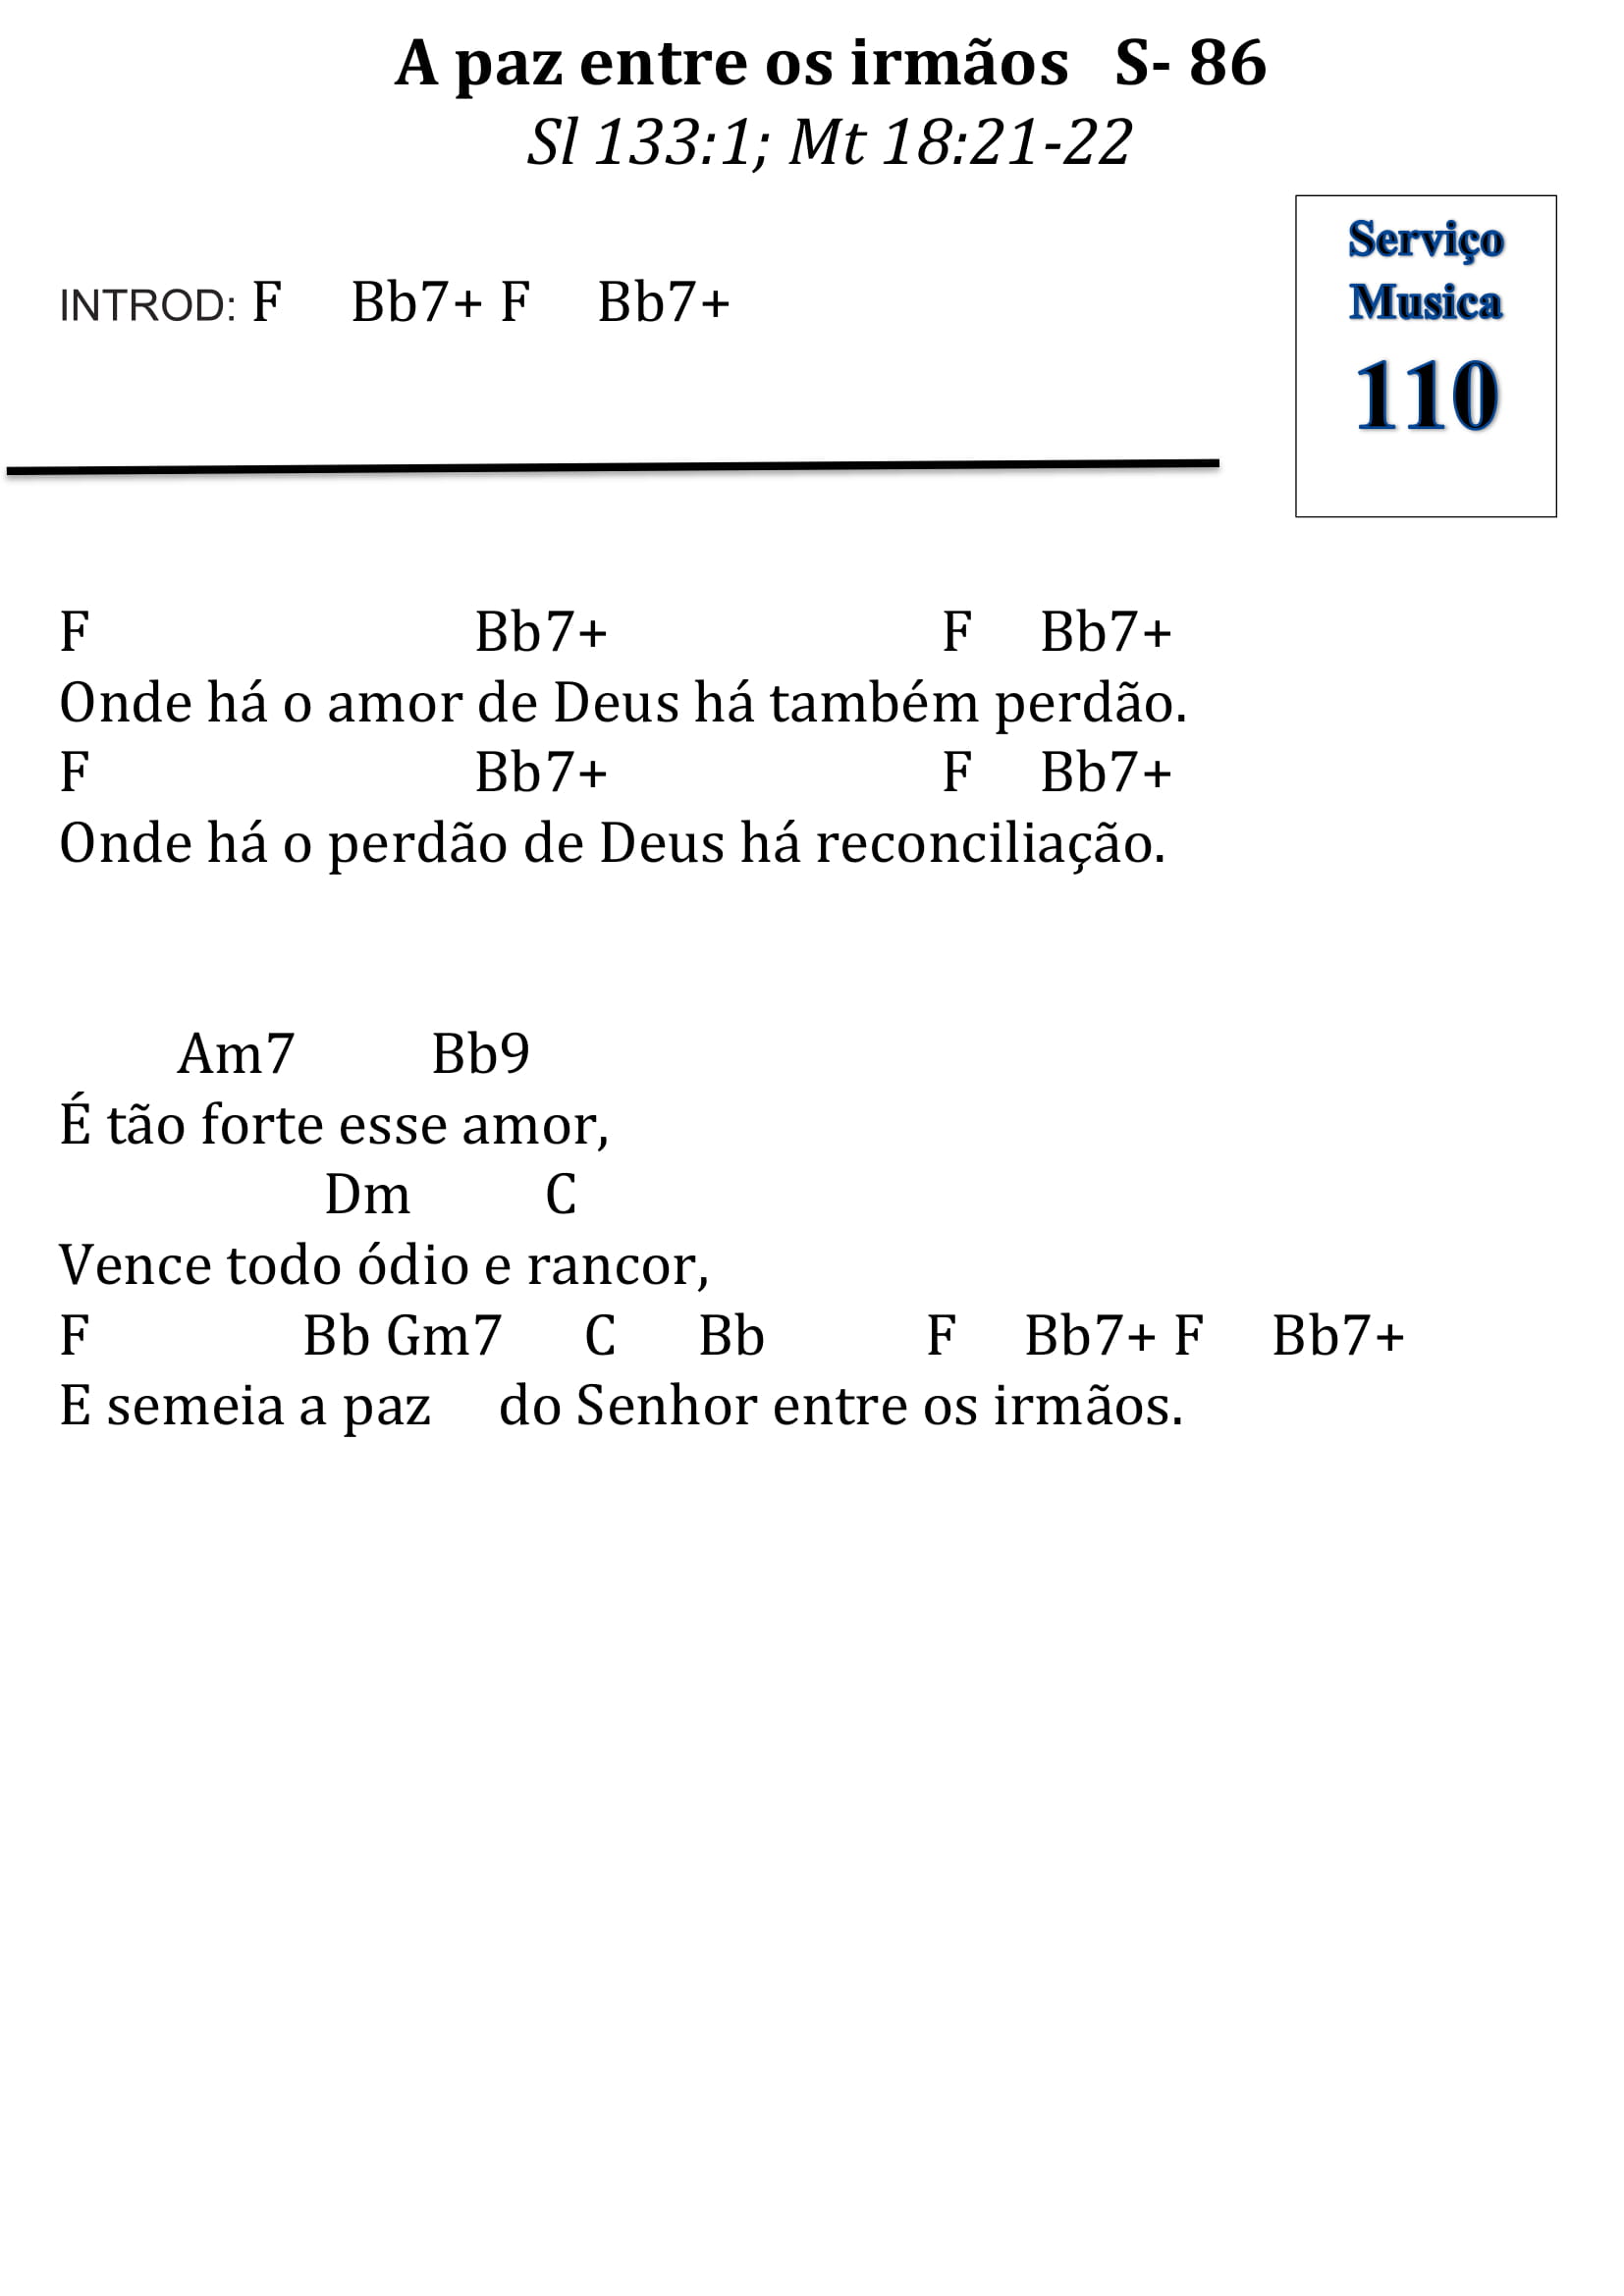 A paz entre os irmãos S- 86
Sl 133:1; Mt 18:21-22
Serviço
Musica
110
INTROD: F Bb7+ F Bb7+
F Bb7+ F Bb7+
Onde há o amor de Deus há também perdão.
F Bb7+ F Bb7+
Onde há o perdão de Deus há reconciliação.
Am7 Bb9
É tão forte esse amor,
Dm C
Vence todo ódio e rancor,
F Bb Gm7 C Bb F Bb7+ F Bb7+
E semeia a paz do Senhor entre os irmãos.